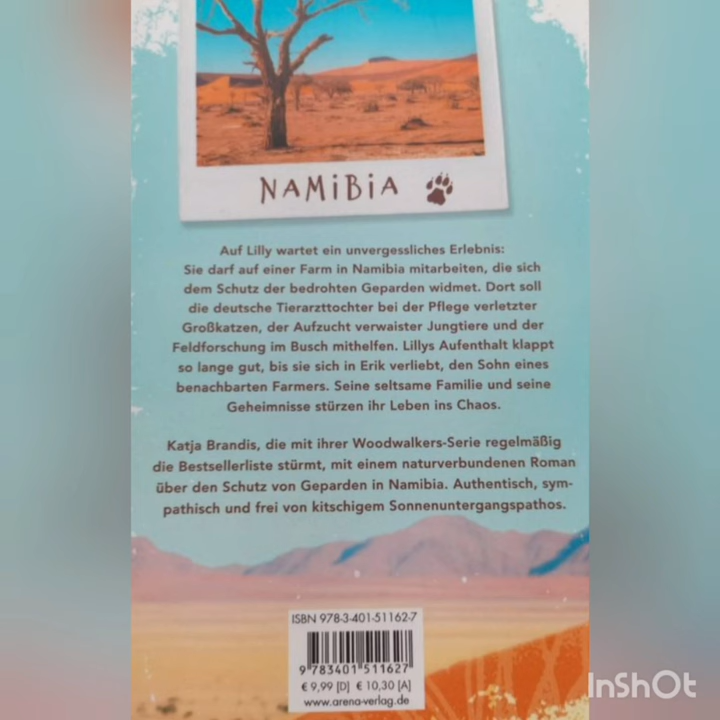 NAMiBiA
Auf Lilly wartet ein unvergessliches Erlebnis:
Sie darf auf einer Farm in Namibia mitarbeiten, die sich
dem Schutz der bedrohten Geparden widmet. Dort soll
die deutsche Tierarzttochter bei der Pflege verletzter
Großkatzen, der Aufzucht verwaister Jungtiere und der
Feldforschung im Busch mithelfen. Lillys Aufenthalt klappt
so lange gut, bis sie sich in Erik verliebt, den Sohn eines
benachbarten Farmers. Seine seltsame Familie und seine
Geheimnisse stürzen ihr Leben ins Chaos.
Katja Brandis, die mit ihrer Woodwalkers-Serie regelmäßig
die Bestsellerliste stürmt, mit einem naturverbundenen Roman
über den Schutz von Geparden in Namibia. Authentisch, sym-
pathisch und frei von kitschigem Sonnenuntergangspathos.
ISBN 978-3-401-51162-7
9 783401 511627
€ 9,99 [D] € 10,30 [A]
www.arena-verlag.de
InShOt